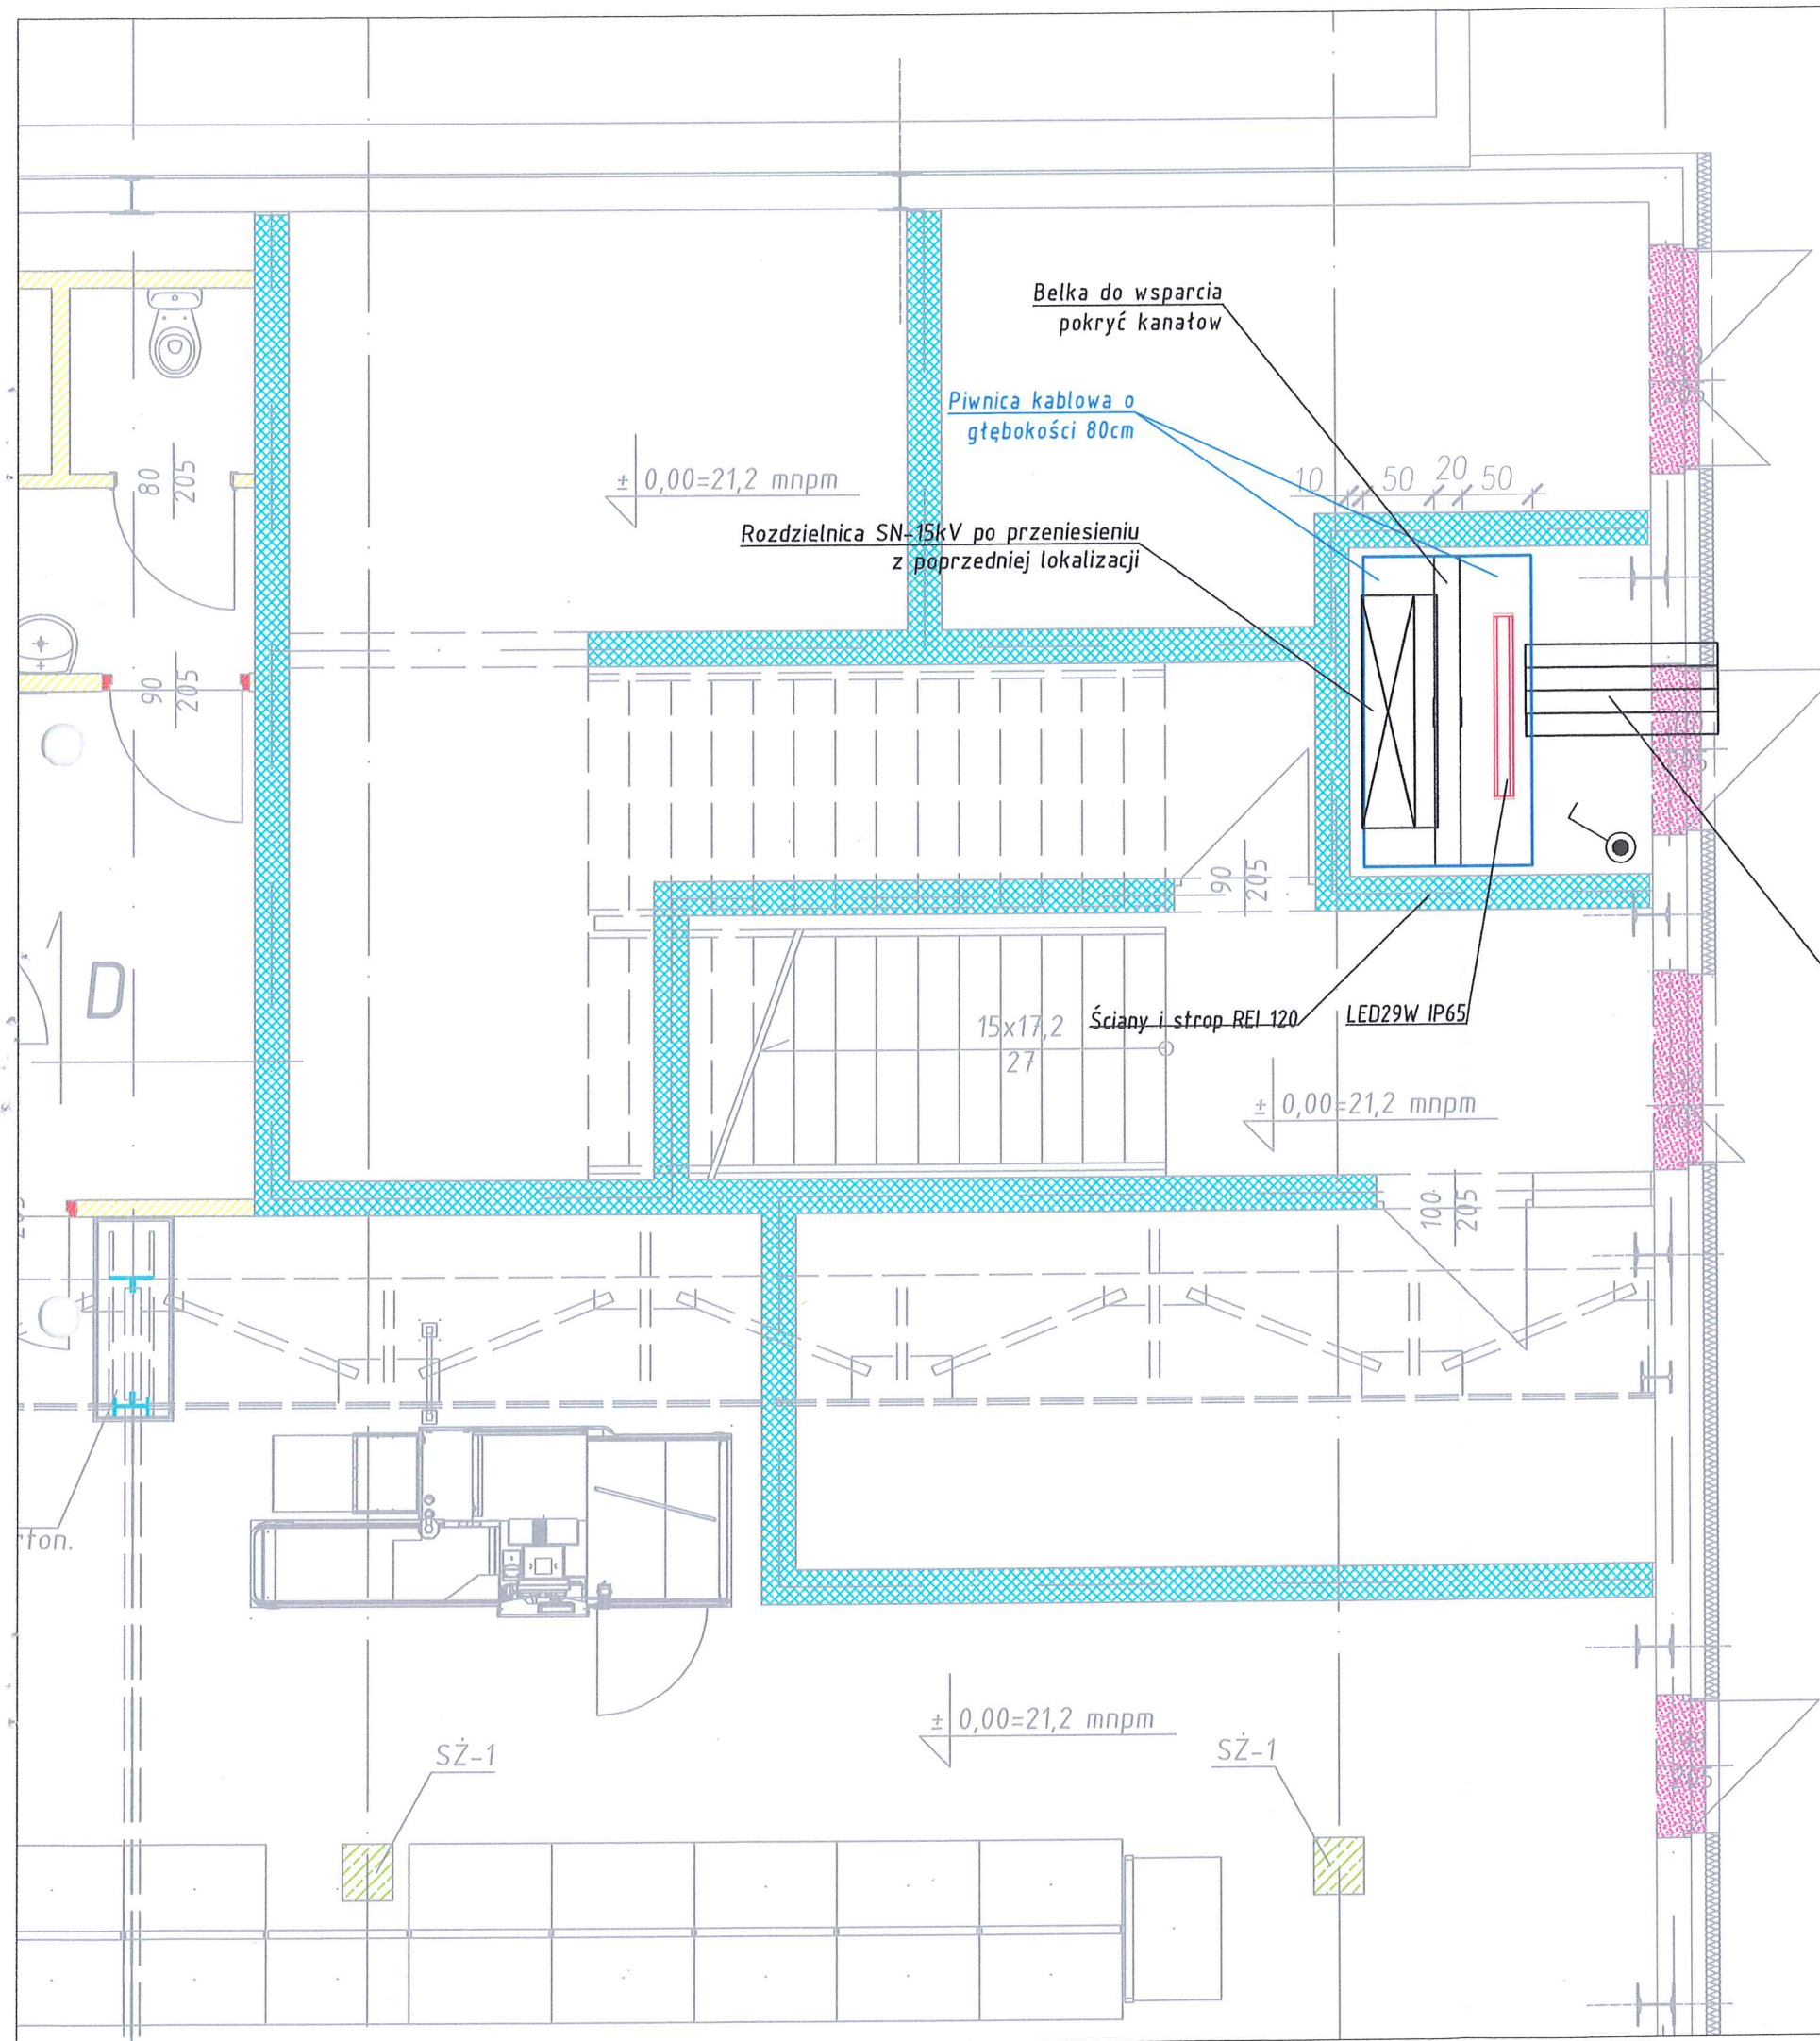 Belka do wsparcia
pokryć kanałow
Piwnica kablowa o
głębokości 80cm
10 50 20 50
± 0,00=21,2 mnpm
80
205
Rozdzielnica SN-15kV po przeniesieniu
z poprzedniej lokalizacji
90
205
90
205
D
15x17,2
27
Ściany i strop REI 120
LED29W IP65
± 0,00=21,2 mnpm
100
205
± 0,00=21,2 mnpm
SŻ-1
SŻ-1